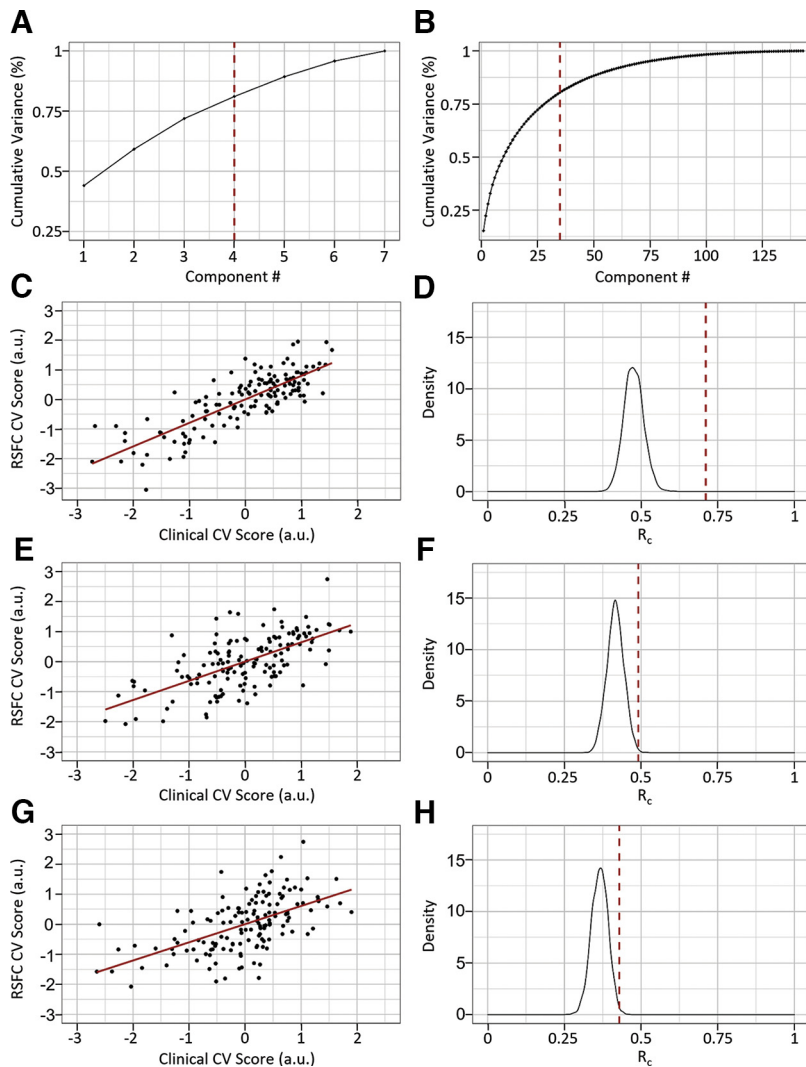 A
Cumulative Variance (%)
1
0.75
0.5
0.25
1 2 3 4 5 6 7
Component #
B
Cumulative Variance (%)
1
0.75
0.5
0.25
0 25 50 75 100 125
Component #
C
RSFC CV Score (a.u.)
3
2
1
0
-1
-2
-3
-3 -2 -1 0 1 2
Clinical CV Score (a.u.)
D
Density
15
10
5
0
0 0.25 0.5 0.75 1
Rc
E
RSFC CV Score (a.u.)
3
2
1
0
-1
-2
-3
-3 -2 -1 0 1 2
Clinical CV Score (a.u.)
F
Density
15
10
5
0
0 0.25 0.5 0.75 1
Rc
G
RSFC CV Score (a.u.)
3
2
1
0
-1
-2
-3
-3 -2 -1 0 1 2
Clinical CV Score (a.u.)
H
Density
15
10
5
0
0 0.25 0.5 0.75 1
Rc